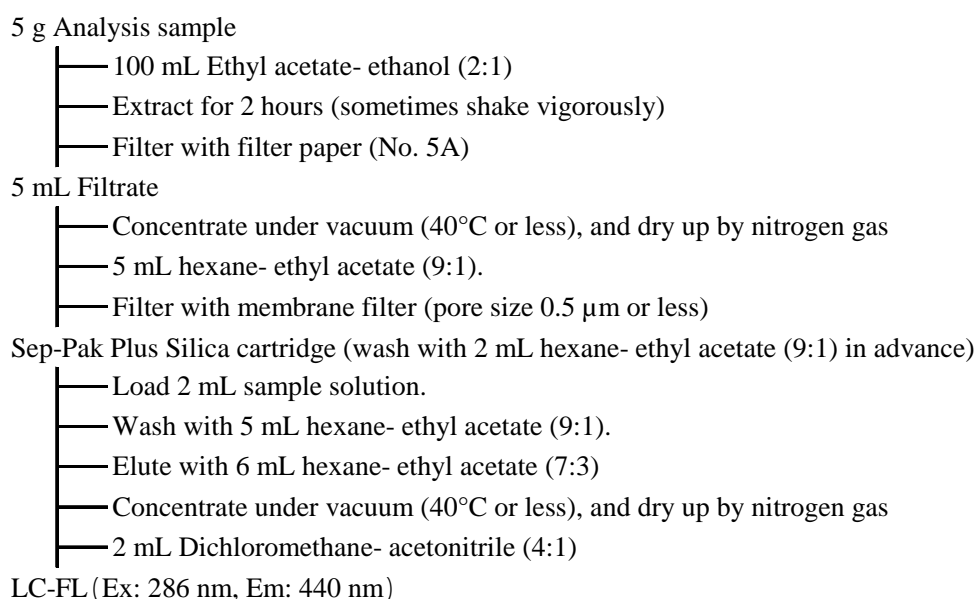 5 g Analysis sample
100 mL Ethyl acetate- ethanol (2:1)
Extract for 2 hours (sometimes shake vigorously)
Filter with filter paper (No. 5A)
5 mL Filtrate
Concentrate under vacuum (40°C or less), and dry up by nitrogen gas
5 mL hexane- ethyl acetate (9:1).
Filter with membrane filter (pore size 0.5 µm or less)
Sep-Pak Plus Silica cartridge (wash with 2 mL hexane- ethyl acetate (9:1) in advance)
Load 2 mL sample solution.
Wash with 5 mL hexane- ethyl acetate (9:1).
Elute with 6 mL hexane- ethyl acetate (7:3)
Concentrate under vacuum (40°C or less), and dry up by nitrogen gas
2 mL Dichloromethane- acetonitrile (4:1)
LC-FL(Ex: 286 nm, Em: 440 nm)